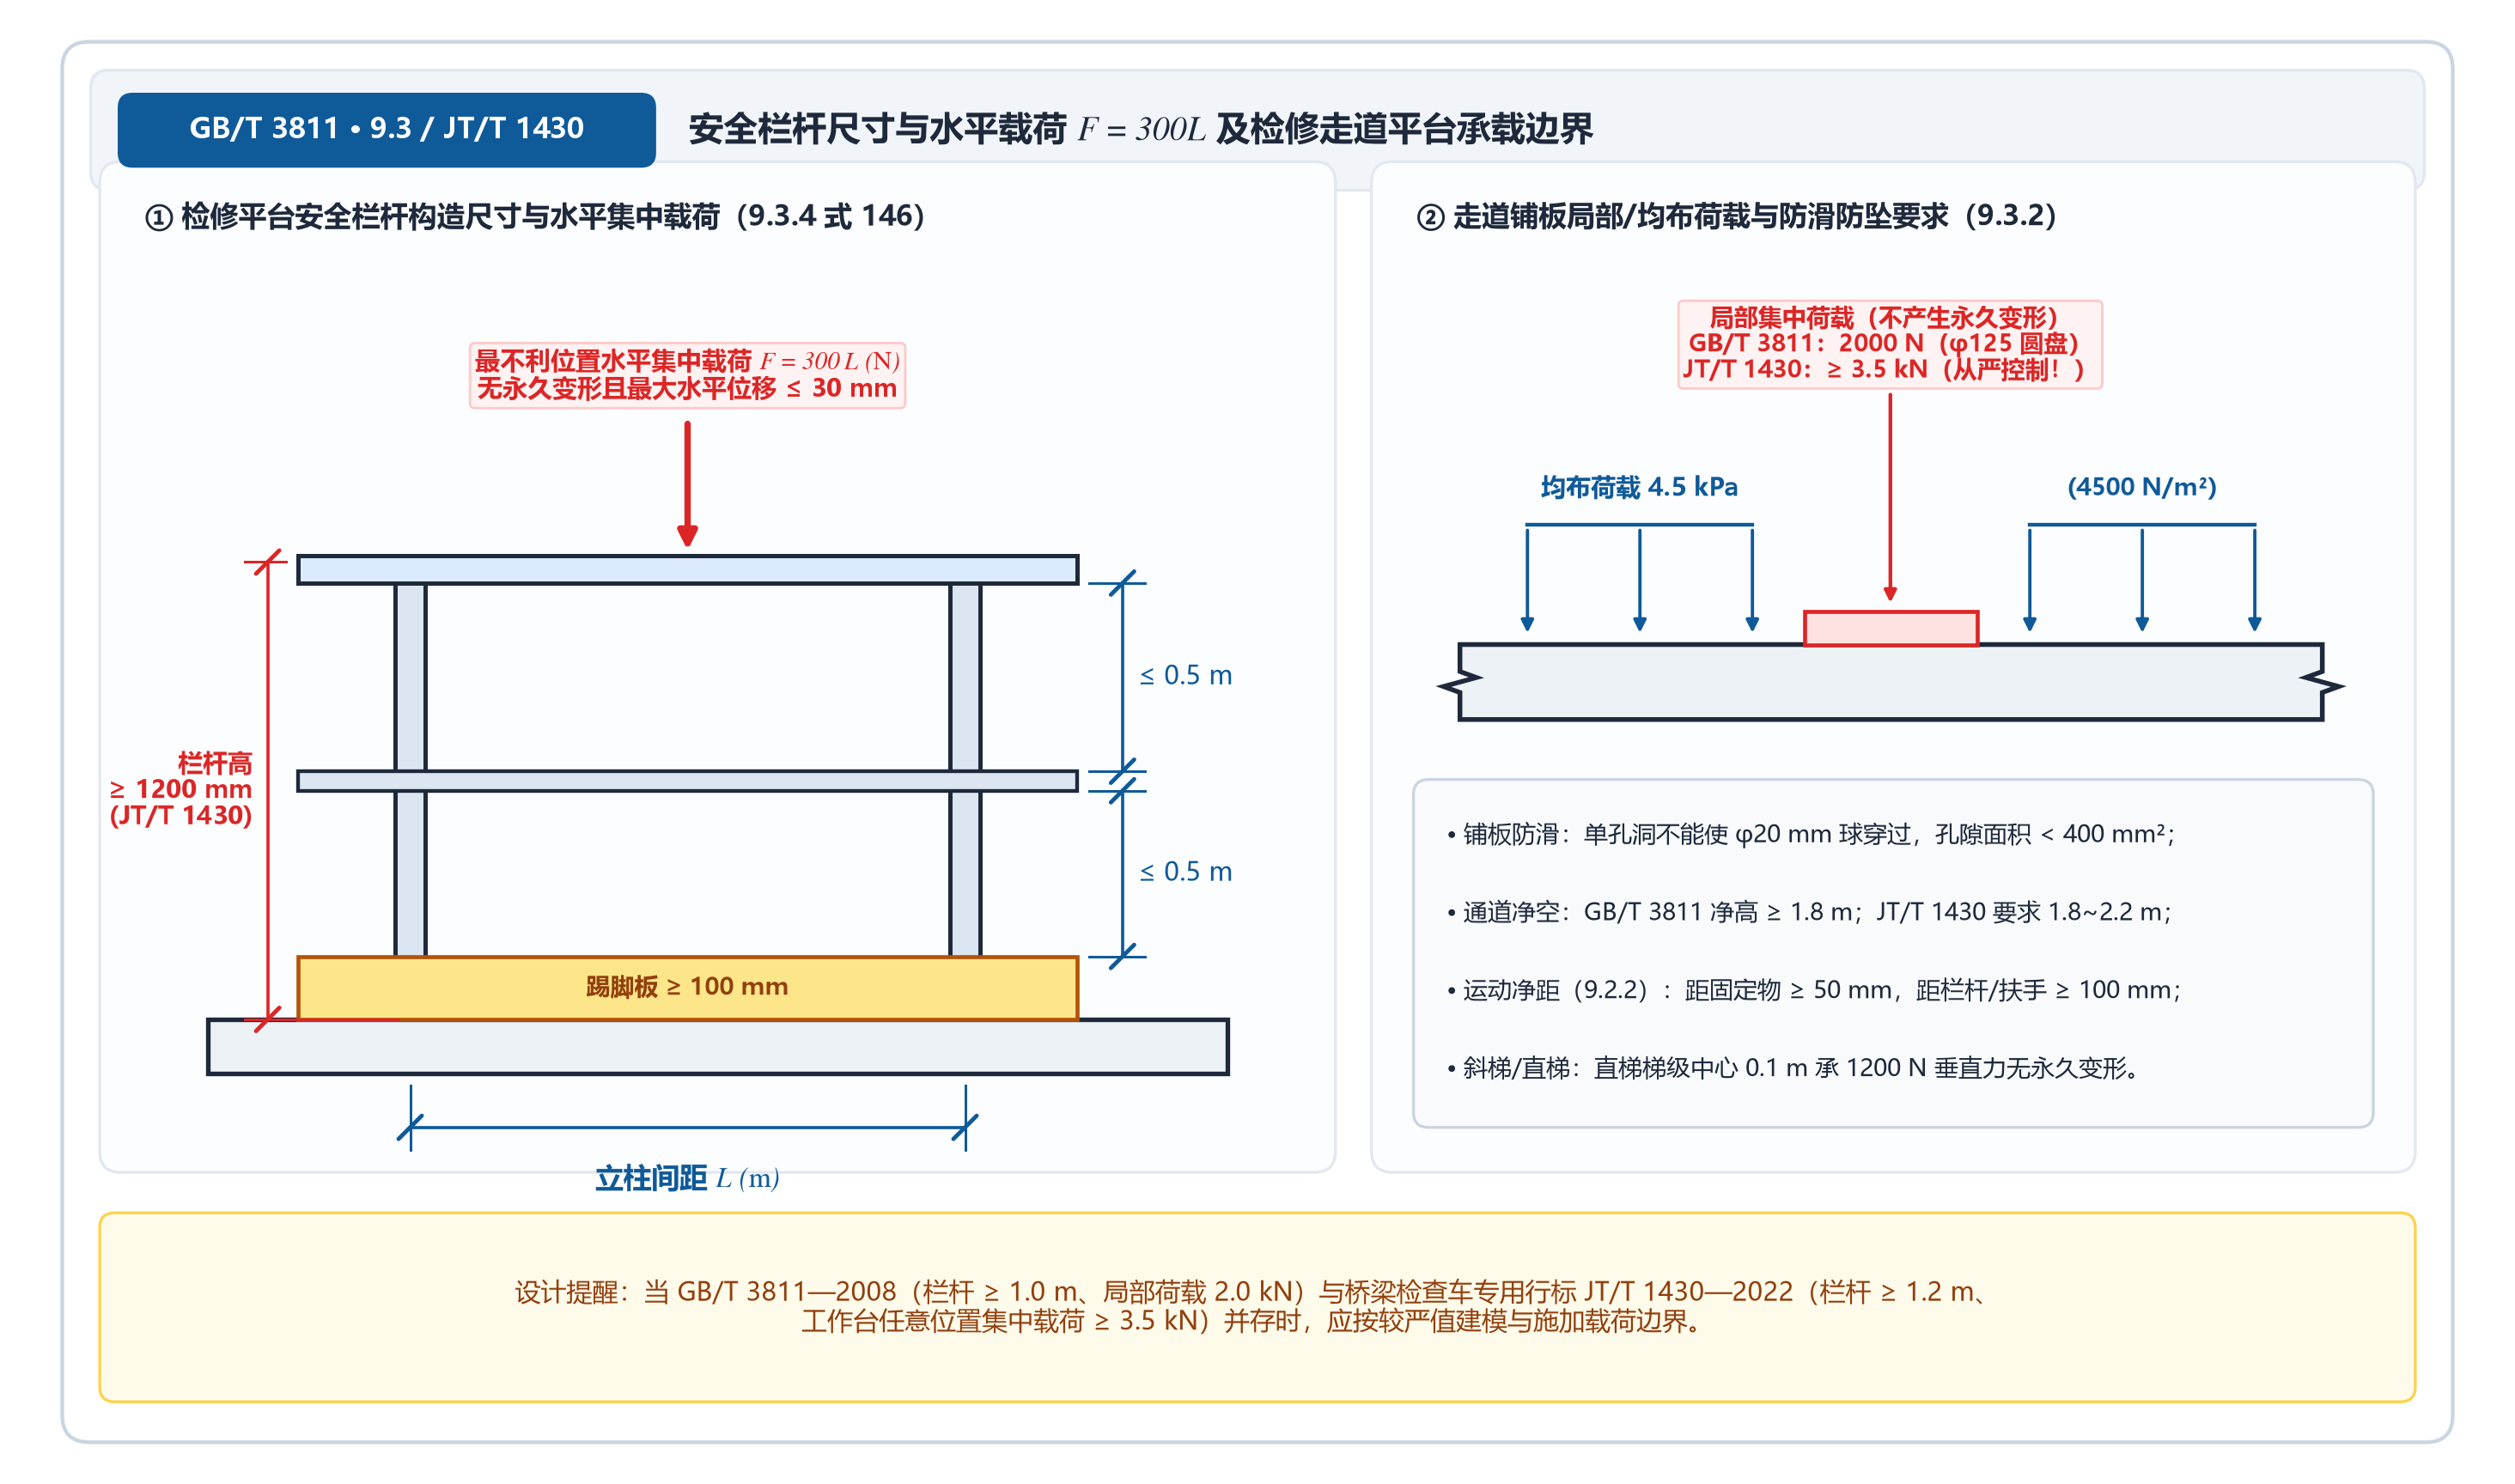 GB/T 3811 • 9.3 / JT/T 1430
安全栏杆尺寸与水平载荷 F = 300L 及检修走道平台承载边界
① 检修平台安全栏杆构造尺寸与水平集中载荷（9.3.4 式 146）
最不利位置水平集中载荷 F = 300 L (N)
无永久变形且最大水平位移 ≤ 30 mm
≤ 0.5 m
栏杆高
≥ 1200 mm
(JT/T 1430)
≤ 0.5 m
踢脚板 ≥ 100 mm
立柱间距 L (m)
② 走道铺板局部/均布荷载与防滑防坠要求（9.3.2）
局部集中荷载（不产生永久变形）
GB/T 3811：2000 N（φ125 圆盘）
JT/T 1430：≥ 3.5 kN（从严控制！）
均布荷载 4.5 kPa
(4500 N/m²)
• 铺板防滑：单孔洞不能使 φ20 mm 球穿过，孔隙面积 < 400 mm²；
• 通道净空：GB/T 3811 净高 ≥ 1.8 m；JT/T 1430 要求 1.8~2.2 m；
• 运动净距（9.2.2）：距固定物 ≥ 50 mm，距栏杆/扶手 ≥ 100 mm；
• 斜梯/直梯：直梯梯级中心 0.1 m 承 1200 N 垂直力无永久变形。
设计提醒：当 GB/T 3811—2008（栏杆 ≥ 1.0 m、局部荷载 2.0 kN）与桥梁检查车专用行标 JT/T 1430—2022（栏杆 ≥ 1.2 m、
工作台任意位置集中载荷 ≥ 3.5 kN）并存时，应按较严值建模与施加载荷边界。